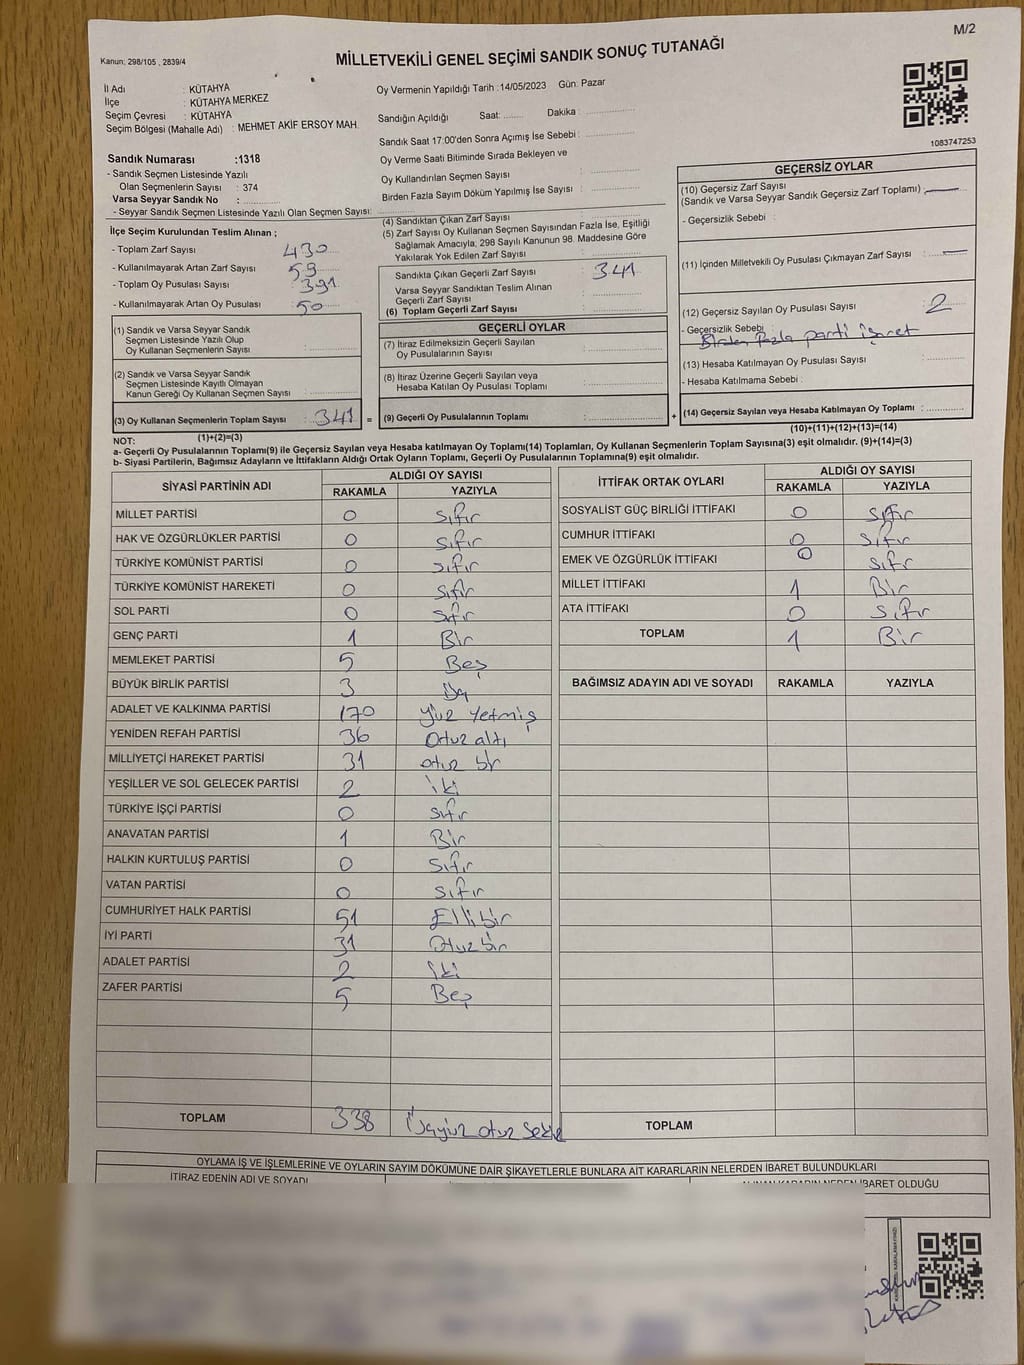 M/2
Kanun; 298/105 , 2839/4
MİLLETVEKİLİ GENEL SEÇİMİ SANDIK SONUÇ TUTANAĞI
İl Adı : KÜTAHYA
İlçe : KÜTAHYA MERKEZ
Seçim Çevresi : KÜTAHYA
Seçim Bölgesi (Mahalle Adı) : MEHMET AKİF ERSOY MAH.
Sandık Numarası :1318
- Sandık Seçmen Listesinde Yazılı
Olan Seçmenlerin Sayısı : 374
Varsa Seyyar Sandık No :
- Seyyar Sandık Seçmen Listesinde Yazılı Olan Seçmen Sayısı:
İlçe Seçim Kurulundan Teslim Alınan ;
- Toplam Zarf Sayısı 430
- Kullanılmayarak Artan Zarf Sayısı 59
- Toplam Oy Pusulası Sayısı 391
- Kullanılmayarak Artan Oy Pusulası 50
(1) Sandık ve Varsa Seyyar Sandık
Seçmen Listesinde Yazılı Olup
Oy Kullanan Seçmenlerin Sayısı :
(2) Sandık ve Varsa Seyyar Sandık
Seçmen Listesinde Kayıtlı Olmayan
Kanun Gereği Oy Kullanan Seçmen Sayısı :
(3) Oy Kullanan Seçmenlerin Toplam Sayısı : 341 =
(1)+(2)=(3)
Oy Vermenin Yapıldığı Tarih :14/05/2023 Gün: Pazar
Sandığın Açıldığı Saat: Dakika :
Sandık Saat 17:00'den Sonra Açımış İse Sebebi :
Oy Verme Saati Bitiminde Sırada Bekleyen ve
Oy Kullandırılan Seçmen Sayısı :
Birden Fazla Sayım Döküm Yapılmış İse Sayısı :
(4) Sandıktan Çıkan Zarf Sayısı :
(5) Zarf Sayısı Oy Kullanan Seçmen Sayısından Fazla İse, Eşitliği
Sağlamak Amacıyla, 298 Sayılı Kanunun 98. Maddesine Göre
Yakılarak Yok Edilen Zarf Sayısı :
Sandıkta Çıkan Geçerli Zarf Sayısı : 341
Varsa Seyyar Sandıktan Teslim Alınan
Geçerli Zarf Sayısı :
(6) Toplam Geçerli Zarf Sayısı :
GEÇERLİ OYLAR
(7) İtiraz Edilmeksizin Geçerli Sayılan
Oy Pusulalarının Sayısı :
(8) İtiraz Üzerine Geçerli Sayılan veya
Hesaba Katılan Oy Pusulası Toplamı :
(9) Geçerli Oy Pusulalarının Toplamı : +
1083747253
GEÇERSİZ OYLAR
(10) Geçersiz Zarf Sayısı
(Sandık ve Varsa Seyyar Sandık Geçersiz Zarf Toplamı) :
- Geçersizlik Sebebi :
(11) İçinden Milletvekili Oy Pusulası Çıkmayan Zarf Sayısı :
(12) Geçersiz Sayılan Oy Pusulası Sayısı : 2
- Geçersizlik Sebebi :
Birden fazla parti işaret
(13) Hesaba Katılmayan Oy Pusulası Sayısı :
- Hesaba Katılmama Sebebi :
(14) Geçersiz Sayılan veya Hesaba Katılmayan Oy Toplamı :
(10)+(11)+(12)+(13)=(14)
NOT:
a- Geçerli Oy Pusulalarının Toplamı(9) ile Geçersiz Sayılan veya Hesaba katılmayan Oy Toplamı(14) Toplamları, Oy Kullanan Seçmenlerin Toplam Sayısına(3) eşit olmalıdır. (9)+(14)=(3)
b- Siyasi Partilerin, Bağımsız Adayların ve İttifakların Aldığı Ortak Oyların Toplamı, Geçerli Oy Pusulalarının Toplamına(9) eşit olmalıdır.
SİYASİ PARTİNİN ADI ALDIĞI OY SAYISI
RAKAMLA YAZIYLA
MİLLET PARTİSİ 0 sıfır
HAK VE ÖZGÜRLÜKLER PARTİSİ 0 sıfır
TÜRKİYE KOMÜNİST PARTİSİ 0 sıfır
TÜRKİYE KOMÜNİST HAREKETİ 0 sıfır
SOL PARTİ 0 sıfır
GENÇ PARTİ 1 Bir
MEMLEKET PARTİSİ 5 Beş
BÜYÜK BİRLİK PARTİSİ 3 Üç
ADALET VE KALKINMA PARTİSİ 170 Yüz Yetmiş
YENİDEN REFAH PARTİSİ 36 Otuz altı
MİLLİYETÇİ HAREKET PARTİSİ 31 otuz bir
YEŞİLLER VE SOL GELECEK PARTİSİ 2 İki
TÜRKİYE İŞÇİ PARTİSİ 0 sıfır
ANAVATAN PARTİSİ 1 Bir
HALKIN KURTULUŞ PARTİSİ 0 sıfır
VATAN PARTİSİ 0 sıfır
CUMHURİYET HALK PARTİSİ 51 Elli bir
İYİ PARTİ 31 Otuz bir
ADALET PARTİSİ 2 İki
ZAFER PARTİSİ 5 Beş
TOPLAM 338 Üçyüz otuz Sekiz
İTTİFAK ORTAK OYLARI ALDIĞI OY SAYISI
RAKAMLA YAZIYLA
SOSYALİST GÜÇ BİRLİĞİ İTTİFAKI 0 sıfır
CUMHUR İTTİFAKI 0 sıfır
EMEK VE ÖZGÜRLÜK İTTİFAKI 0 sıfır
MİLLET İTTİFAKI 1 Bir
ATA İTTİFAKI 0 sıfır
TOPLAM 1 Bir
BAĞIMSIZ ADAYIN ADI VE SOYADI RAKAMLA YAZIYLA
TOPLAM
OYLAMA İŞ VE İŞLEMLERİNE VE OYLARIN SAYIM DÖKÜMÜNE DAİR ŞİKAYETLERLE BUNLARA AİT KARARLARIN NELERDEN İBARET BULUNDUKLARI
İTİRAZ EDENİN ADI VE SOYADI NEDEN İBARET OLDUĞU